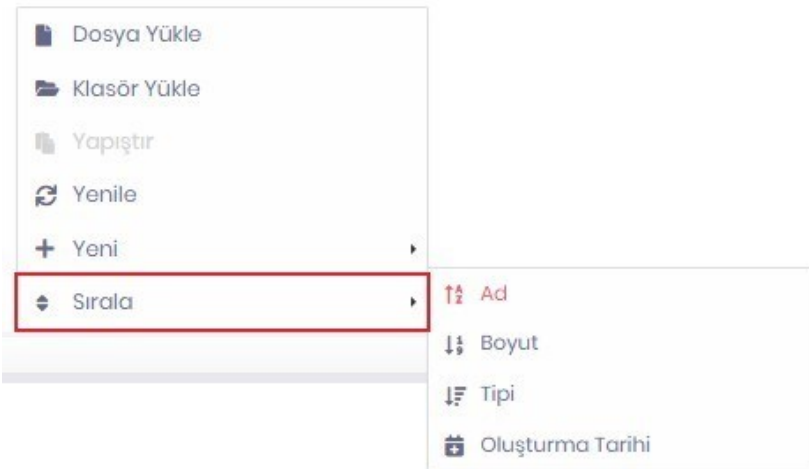 Dosya Yükle
Klasör Yükle
Yapıştır
Yenile
Yeni
Sırala
Ad
Boyut
Tipi
Oluşturma Tarihi